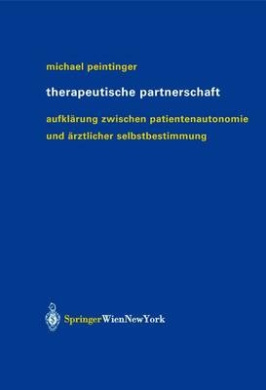 michael peintinger
therapeutische partnerschaft
aufklärung zwischen patientenautonomie
und ärztlicher selbstbestimmung
SpringerWienNewYork